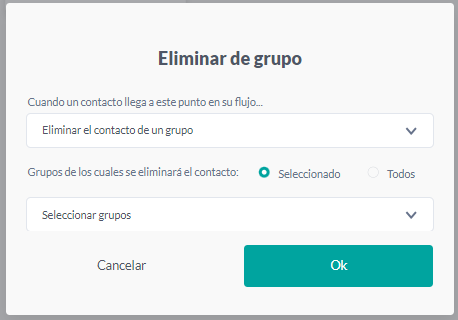 Eliminar de grupo
Cuando un contacto llega a este punto en su flujo...
Eliminar el contacto de un grupo
Grupos de los cuales se eliminará el contacto: Seleccionado Todos
Seleccionar grupos
Cancelar Ok